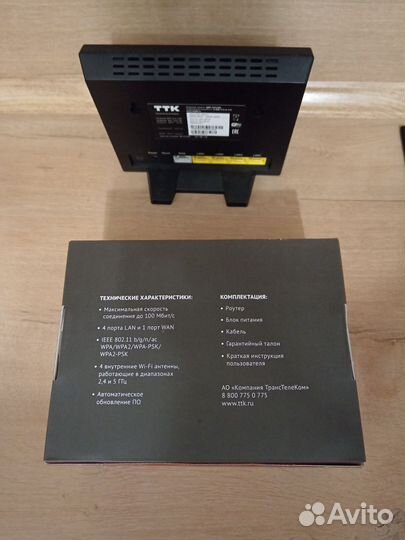 ТТК
ТЕХНИЧЕСКИЕ ХАРАКТЕРИСТИКИ:
• Максимальная скорость
соединения до 100 Мбит/с
• 4 порта LAN и 1 порт WAN
• IEEE 802.11 b/g/n/ac
WPA/WPA2/WPA-PSK/
WPA2-PSK
• 4 внутренние Wi-Fi антенны,
работающие в диапазонах
2,4 и 5 ГГц
• Автоматическое
обновление ПО
КОМПЛЕКТАЦИЯ:
• Роутер
• Блок питания
• Кабель
• Гарантийный талон
• Краткая инструкция
пользователя
АО «Компания ТрансТелеКом»
8 800 775 0 775
www.ttk.ru
Avito